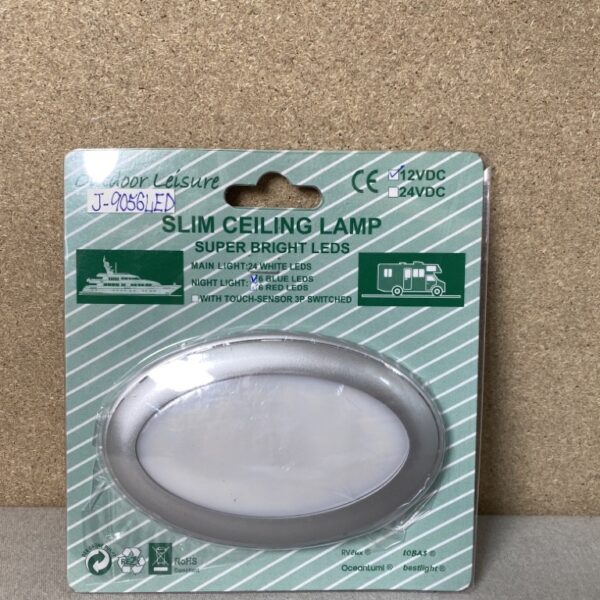 Outdoor Leisure
J-9056LED
CE
12VDC
24VDC
SLIM CEILING LAMP
SUPER BRIGHT LEDS
MAIN LIGHT:24 WHITE LEDS
NIGHT LIGHT: 6 BLUE LEDS
6 RED LEDS
WITH TOUCH-SENSOR 3P SWITCHED
RoHS
RVlux®
IOBAS®
OceanLumi®
bestlight®